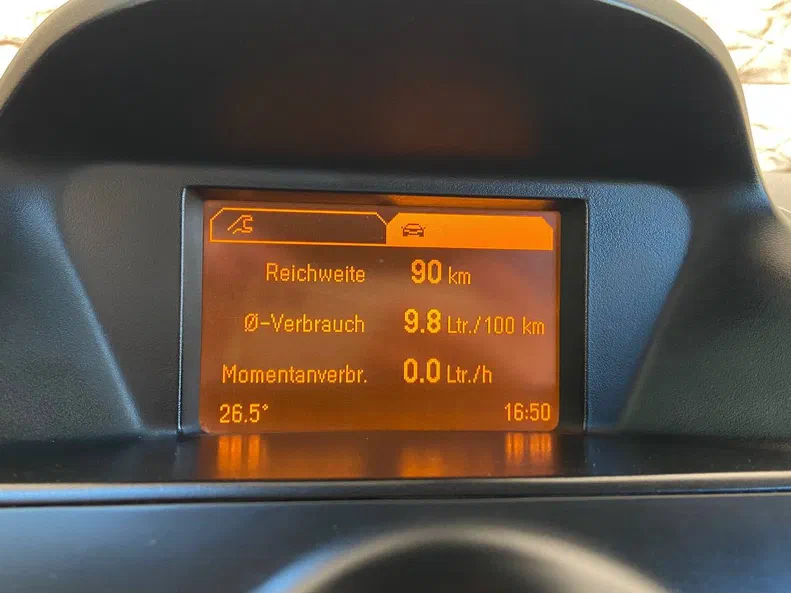 Reichweite 90 km
Ø-Verbrauch 9.8 Ltr./100 km
Momentanverbr. 0.0 Ltr./h
26.5° 16:50